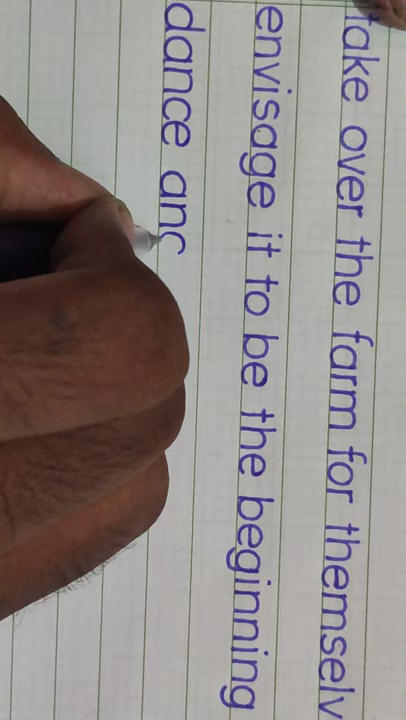 take over the farm for themselv
envisage it to be the beginning
dance anc